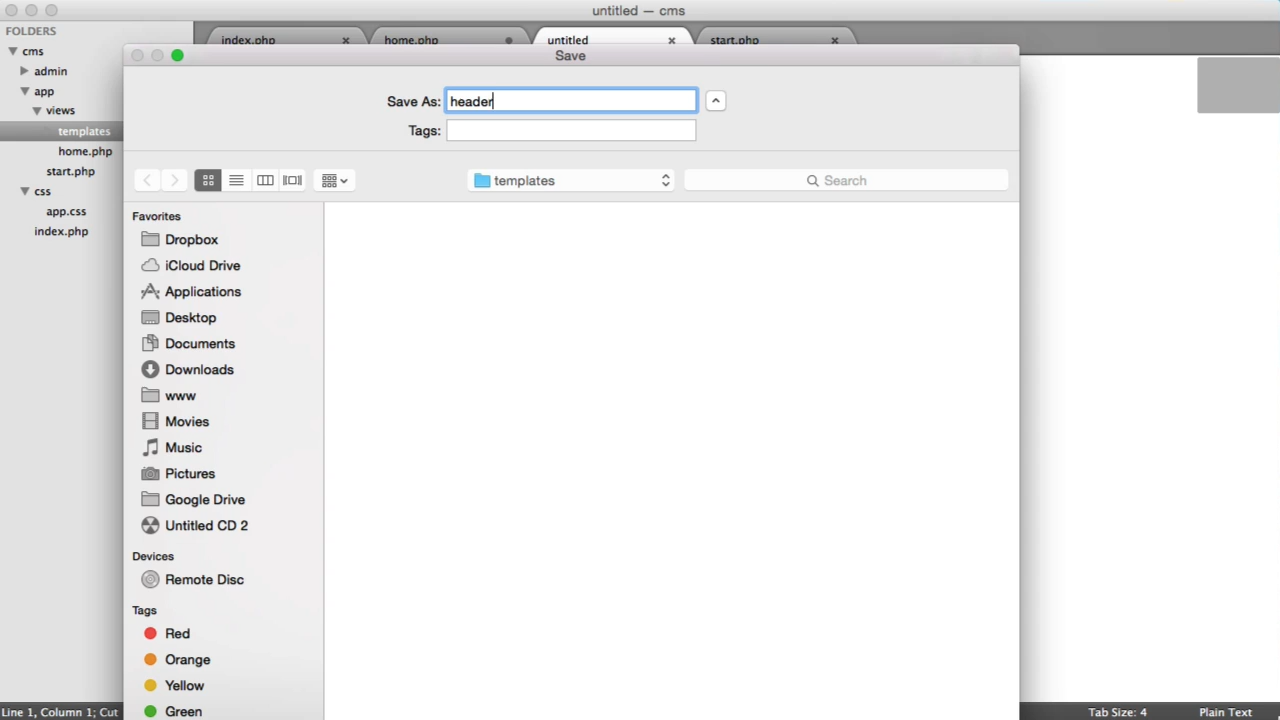 untitled — cms
FOLDERS
cms
admin
app
views
templates
home.php
start.php
css
app.css
index.php
index.php
home.php
untitled
start.php
Save
Save As: header
Tags:
templates
Search
Favorites
Dropbox
iCloud Drive
Applications
Desktop
Documents
Downloads
www
Movies
Music
Pictures
Google Drive
Untitled CD 2
Devices
Remote Disc
Tags
Red
Orange
Yellow
Green
Line 1, Column 1; Cut
Tab Size: 4
Plain Text